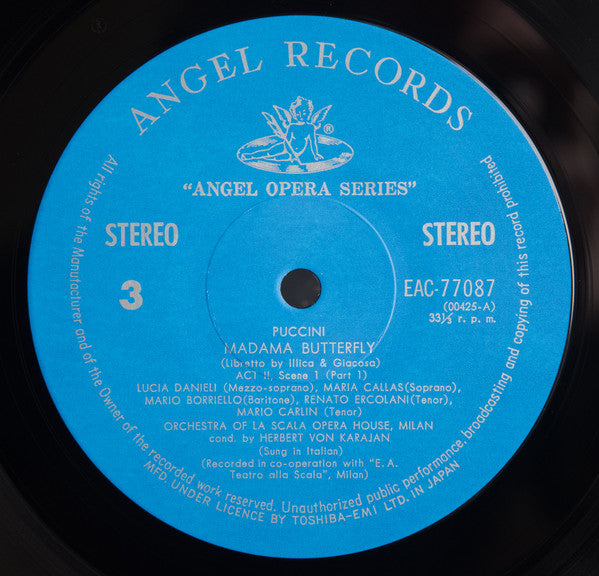 ANGEL RECORDS
®
"ANGEL OPERA SERIES"
STEREO
STEREO
3
EAC-77087
(00425-A)
33⅓ r. p. m.
PUCCINI
MADAMA BUTTERFLY
(Libretto by Illica & Giacosa)
ACT II, Scene 1 (Part 1)
LUCIA DANIELI (Mezzo-soprano), MARIA CALLAS(Soprano),
MARIO BORRIELLO(Baritone), RENATO ERCOLANI(Tenor),
MARIO CARLIN (Tenor)
ORCHESTRA OF LA SCALA OPERA HOUSE, MILAN
cond. by HERBERT VON KARAJAN
(Sung in Italian)
(Recorded in co-operation with "E. A.
Teatro alla Scala", Milan)
All rights of the Manufacturer and of the Owner of the recorded work reserved. Unauthorized public performance, broadcasting and copying of this record prohibited
MFD. UNDER LICENCE BY TOSHIBA-EMI LTD. IN JAPAN